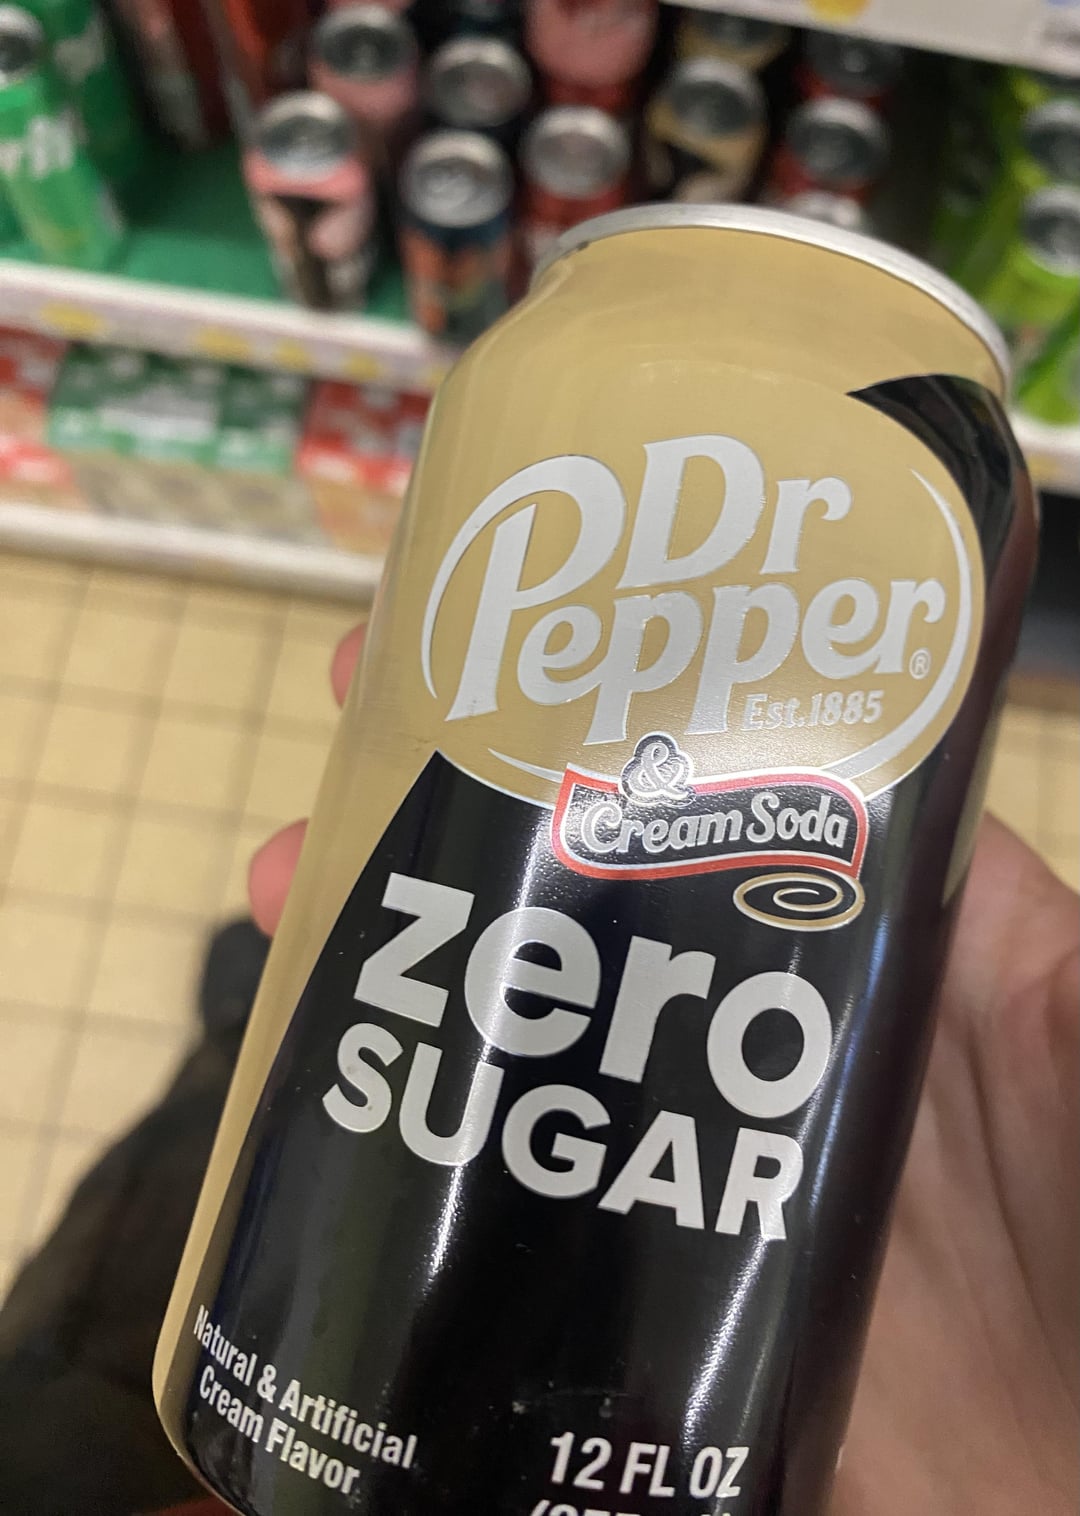 Dr
Pepper®
Est.1885
&
Cream Soda
zero
SUGAR
Natural & Artificial
Cream Flavor
12 FL OZ